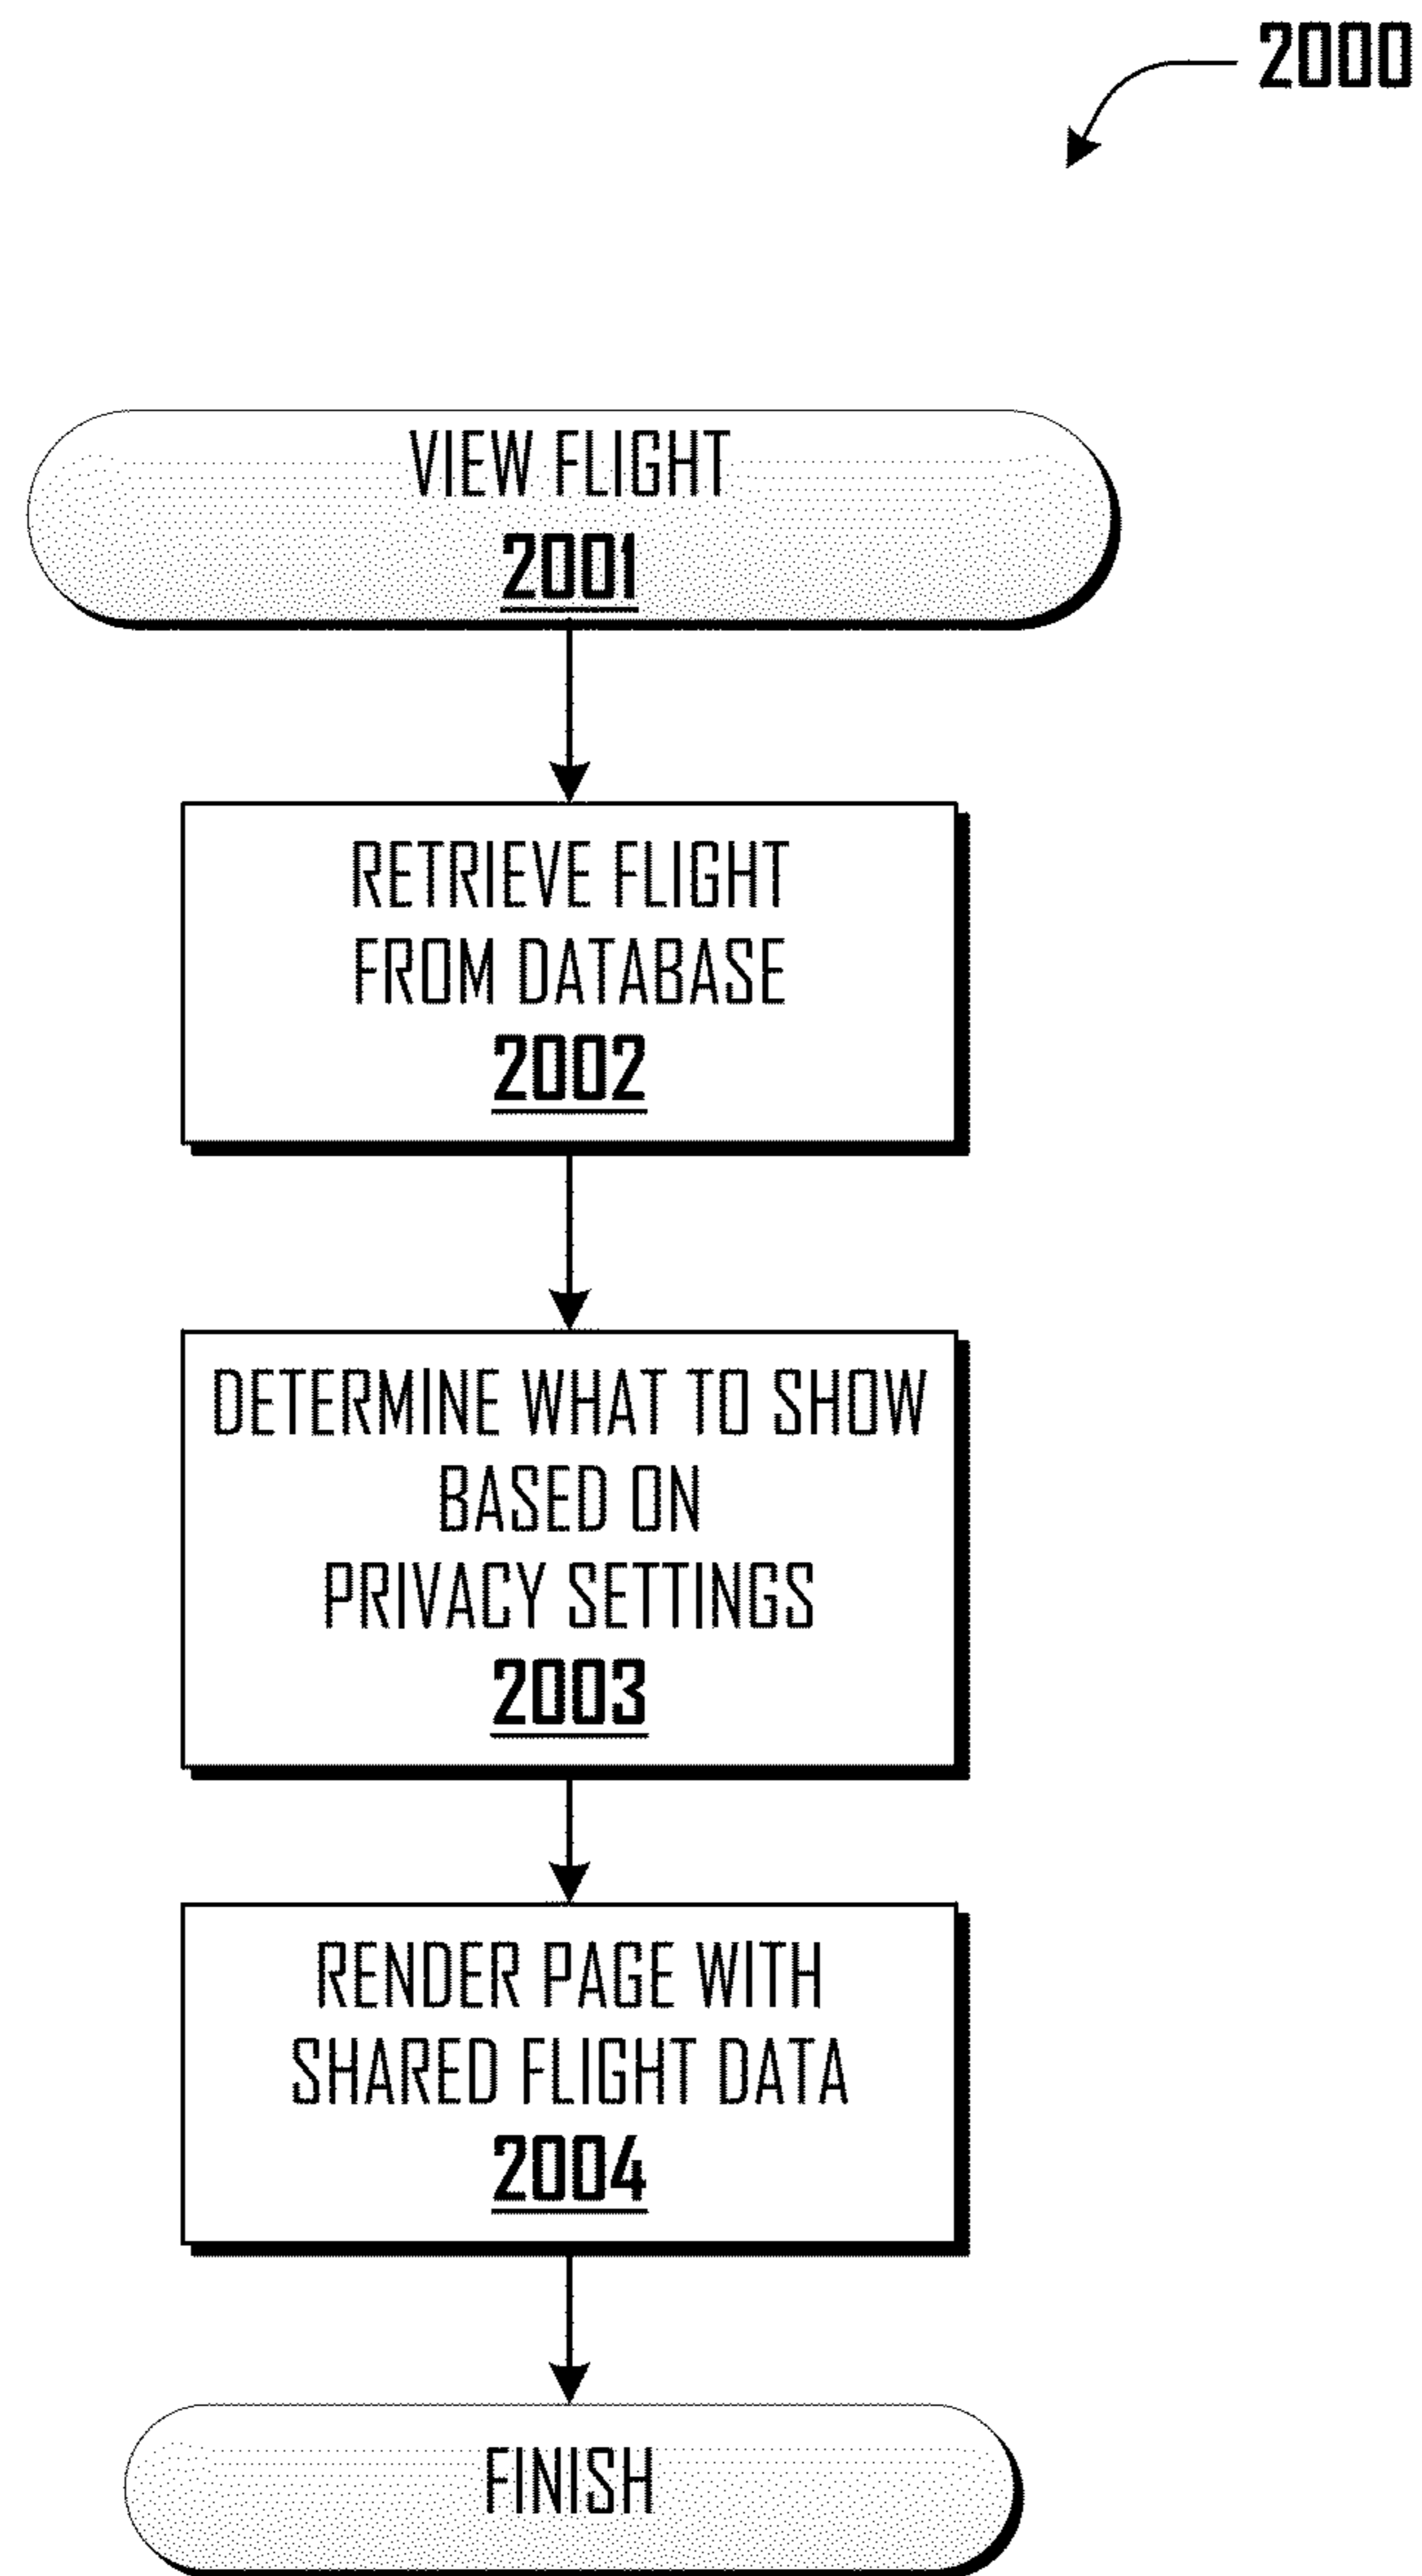 2000
VIEW FLIGHT
2001
RETRIEVE FLIGHT
FROM DATABASE
2002
DETERMINE WHAT TO SHOW
BASED ON
PRIVACY SETTINGS
2003
RENDER PAGE WITH
SHARED FLIGHT DATA
2004
FINISH